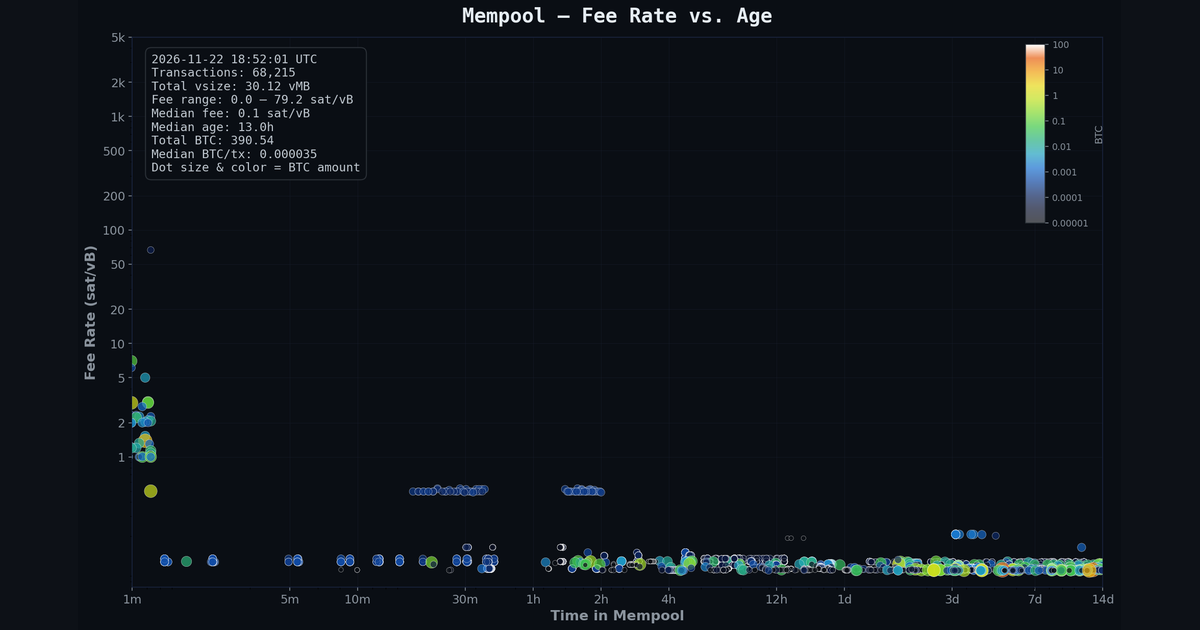 Mempool — Fee Rate vs. Age
2026-11-22 18:52:01 UTC
Transactions: 68,215
Total vsize: 30.12 vMB
Fee range: 0.0 – 79.2 sat/vB
Median fee: 0.1 sat/vB
Median age: 13.0h
Total BTC: 390.54
Median BTC/tx: 0.000035
Dot size & color = BTC amount
Fee Rate (sat/vB)
5k
2k
1k
500
200
100
50
20
10
5
2
1
100
10
1
0.1
0.01
0.001
0.0001
0.00001
BTC
1m 5m 10m 30m 1h 2h 4h 12h 1d 3d 7d 14d
Time in Mempool